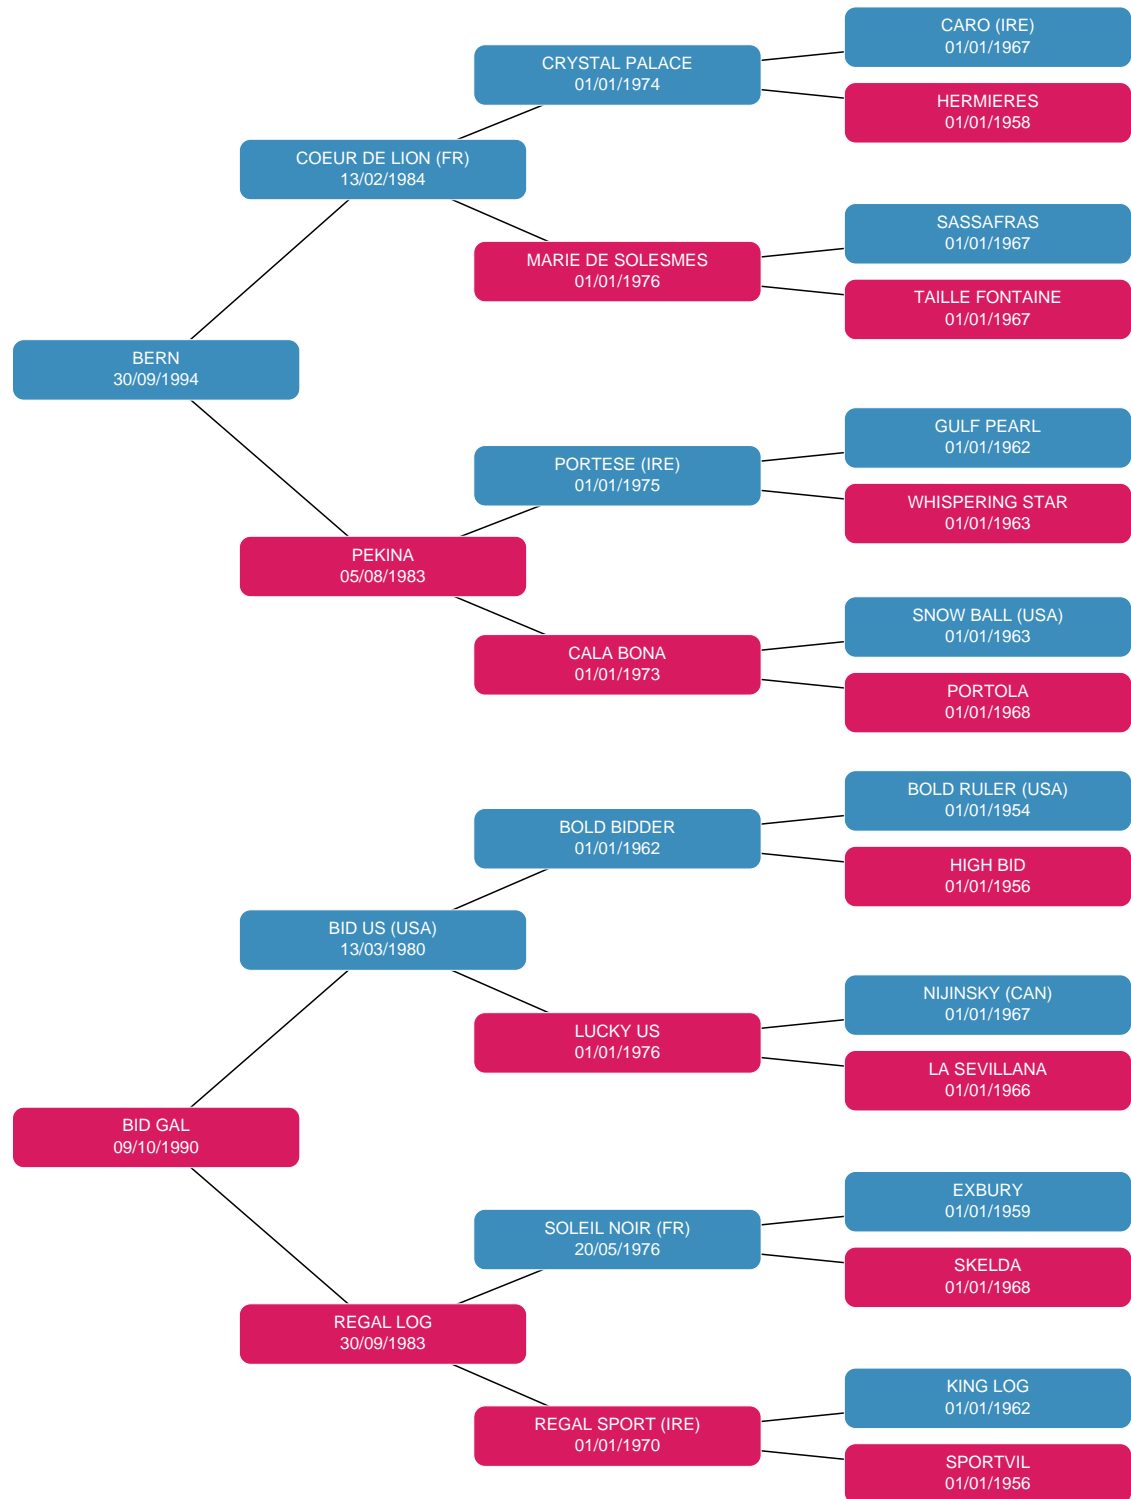 CARO (IRE)
01/01/1967
CRYSTAL PALACE
01/01/1974
HERMIERES
01/01/1958
COEUR DE LION (FR)
13/02/1984
SASSAFRAS
01/01/1967
MARIE DE SOLESMES
01/01/1976
TAILLE FONTAINE
01/01/1967
BERN
30/09/1994
GULF PEARL
01/01/1962
PORTESE (IRE)
01/01/1975
WHISPERING STAR
01/01/1963
PEKINA
05/08/1983
SNOW BALL (USA)
01/01/1963
CALA BONA
01/01/1973
PORTOLA
01/01/1968
BOLD RULER (USA)
01/01/1954
BOLD BIDDER
01/01/1962
HIGH BID
01/01/1956
BID US (USA)
13/03/1980
NIJINSKY (CAN)
01/01/1967
LUCKY US
01/01/1976
LA SEVILLANA
01/01/1966
BID GAL
09/10/1990
EXBURY
01/01/1959
SOLEIL NOIR (FR)
20/05/1976
SKELDA
01/01/1968
REGAL LOG
30/09/1983
KING LOG
01/01/1962
REGAL SPORT (IRE)
01/01/1970
SPORTVIL
01/01/1956